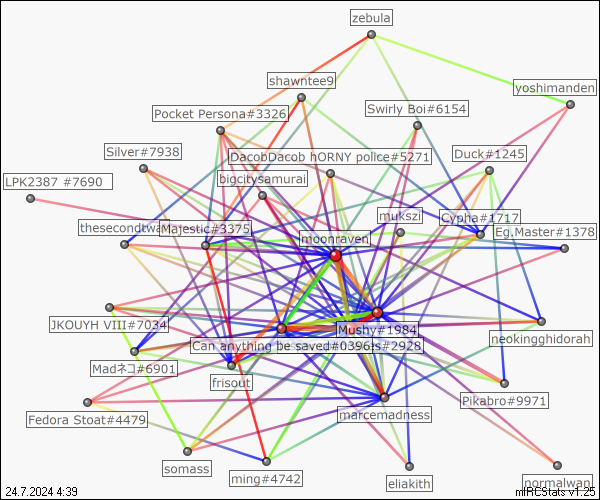 zebula
shawntee9
yoshimanden
Pocket Persona#3326
Swirly Boi#6154
Silver#7938
DacobDacob hORNY police#5271
Duck#1245
LPK2387 #7690
bigcitysamurai
mukszi
Cypha#1717
thesecondtwa
Majestic#3375
moonraven
Eg.Master#1378
JKOUYH VIII#7034
Mushy#1984
neokingghidorah
Can anything be saved#0396
s#2928
Madネコ#6901
frisout
Pikabro#9971
Fedora Stoat#4479
marcemadness
somass
ming#4742
eliakith
normalwan
24.7.2024 4:39
mIRCStats v1.25